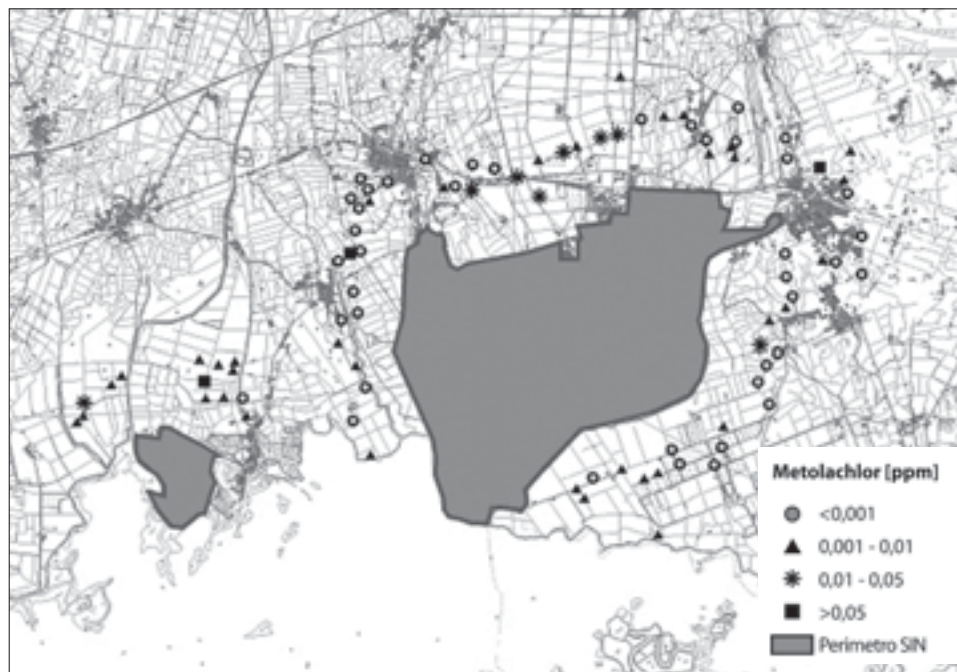 Metolachlor [ppm]
<0,001
0,001 - 0,01
0,01 - 0,05
>0,05
Perimetro SIN